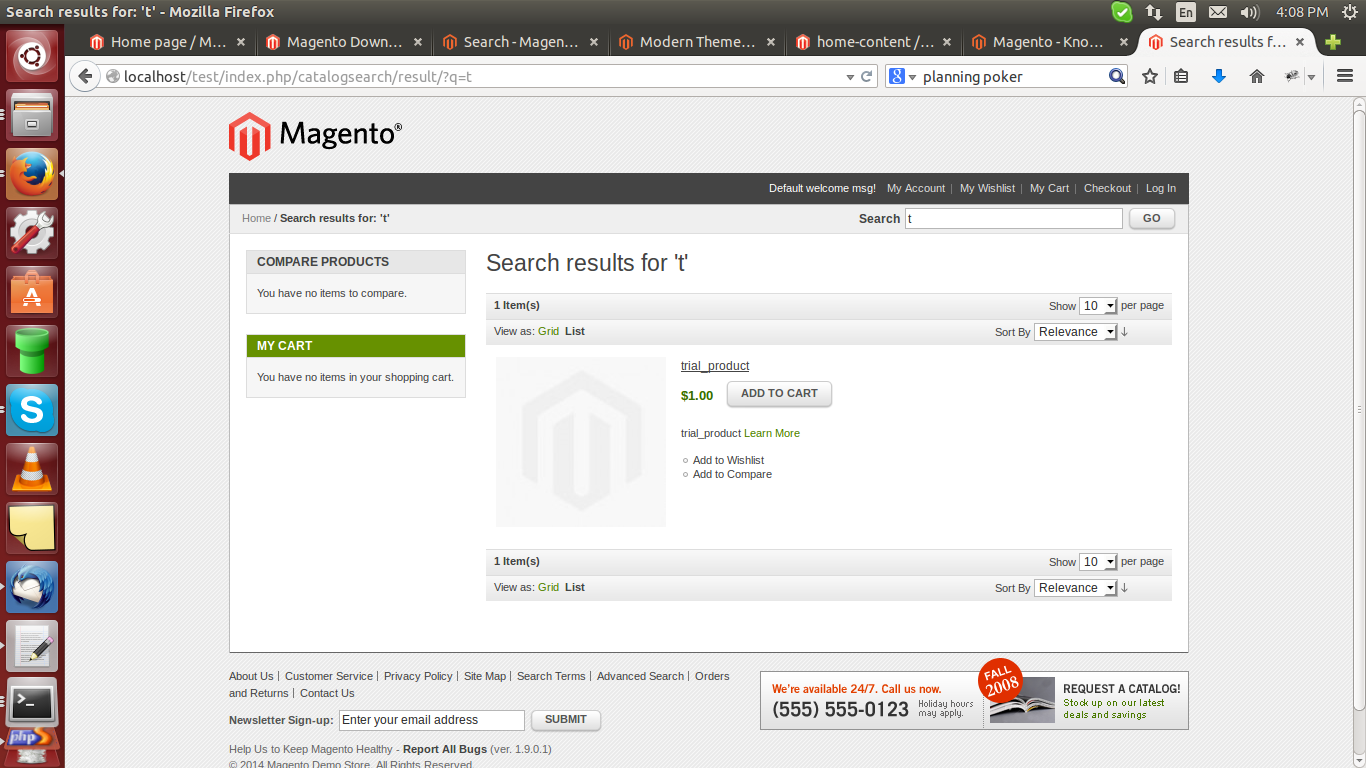 Search results for: 't' - Mozilla Firefox
En
4:08 PM
Home page / M...
Magento Down...
Search - Magen...
Modern Theme...
home-content /...
Magento - Kno...
Search results f...
localhost/test/index.php/catalogsearch/result/?q=t
planning poker
Magento®
Default welcome msg! My Account | My Wishlist | My Cart | Checkout | Log In
Home / Search results for: 't'
Search t GO
COMPARE PRODUCTS
You have no items to compare.
MY CART
You have no items in your shopping cart.
Search results for 't'
1 Item(s) Show 10 per page
View as: Grid List Sort By Relevance
trial_product
$1.00 ADD TO CART
trial_product Learn More
Add to Wishlist
Add to Compare
1 Item(s) Show 10 per page
View as: Grid List Sort By Relevance
About Us | Customer Service | Privacy Policy | Site Map | Search Terms | Advanced Search | Orders
and Returns | Contact Us
Newsletter Sign-up: Enter your email address SUBMIT
Help Us to Keep Magento Healthy - Report All Bugs (ver. 1.9.0.1)
© 2014 Magento Demo Store. All Rights Reserved.
We're available 24/7. Call us now.
(555) 555-0123
Holiday hours
may apply.
FALL
2008
REQUEST A CATALOG!
Stock up on our latest
deals and savings
php